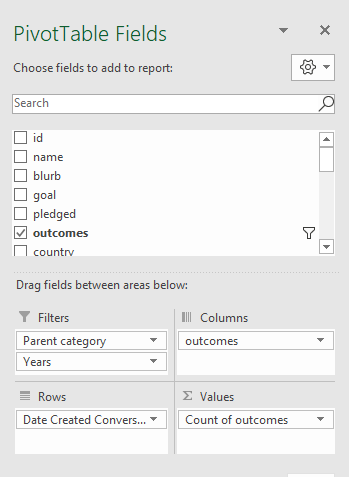 PivotTable Fields
Choose fields to add to report:
Search
id
name
blurb
goal
pledged
outcomes
country
Drag fields between areas below:
Filters
Parent category
Years
Columns
outcomes
Rows
Date Created Convers...
Σ Values
Count of outcomes